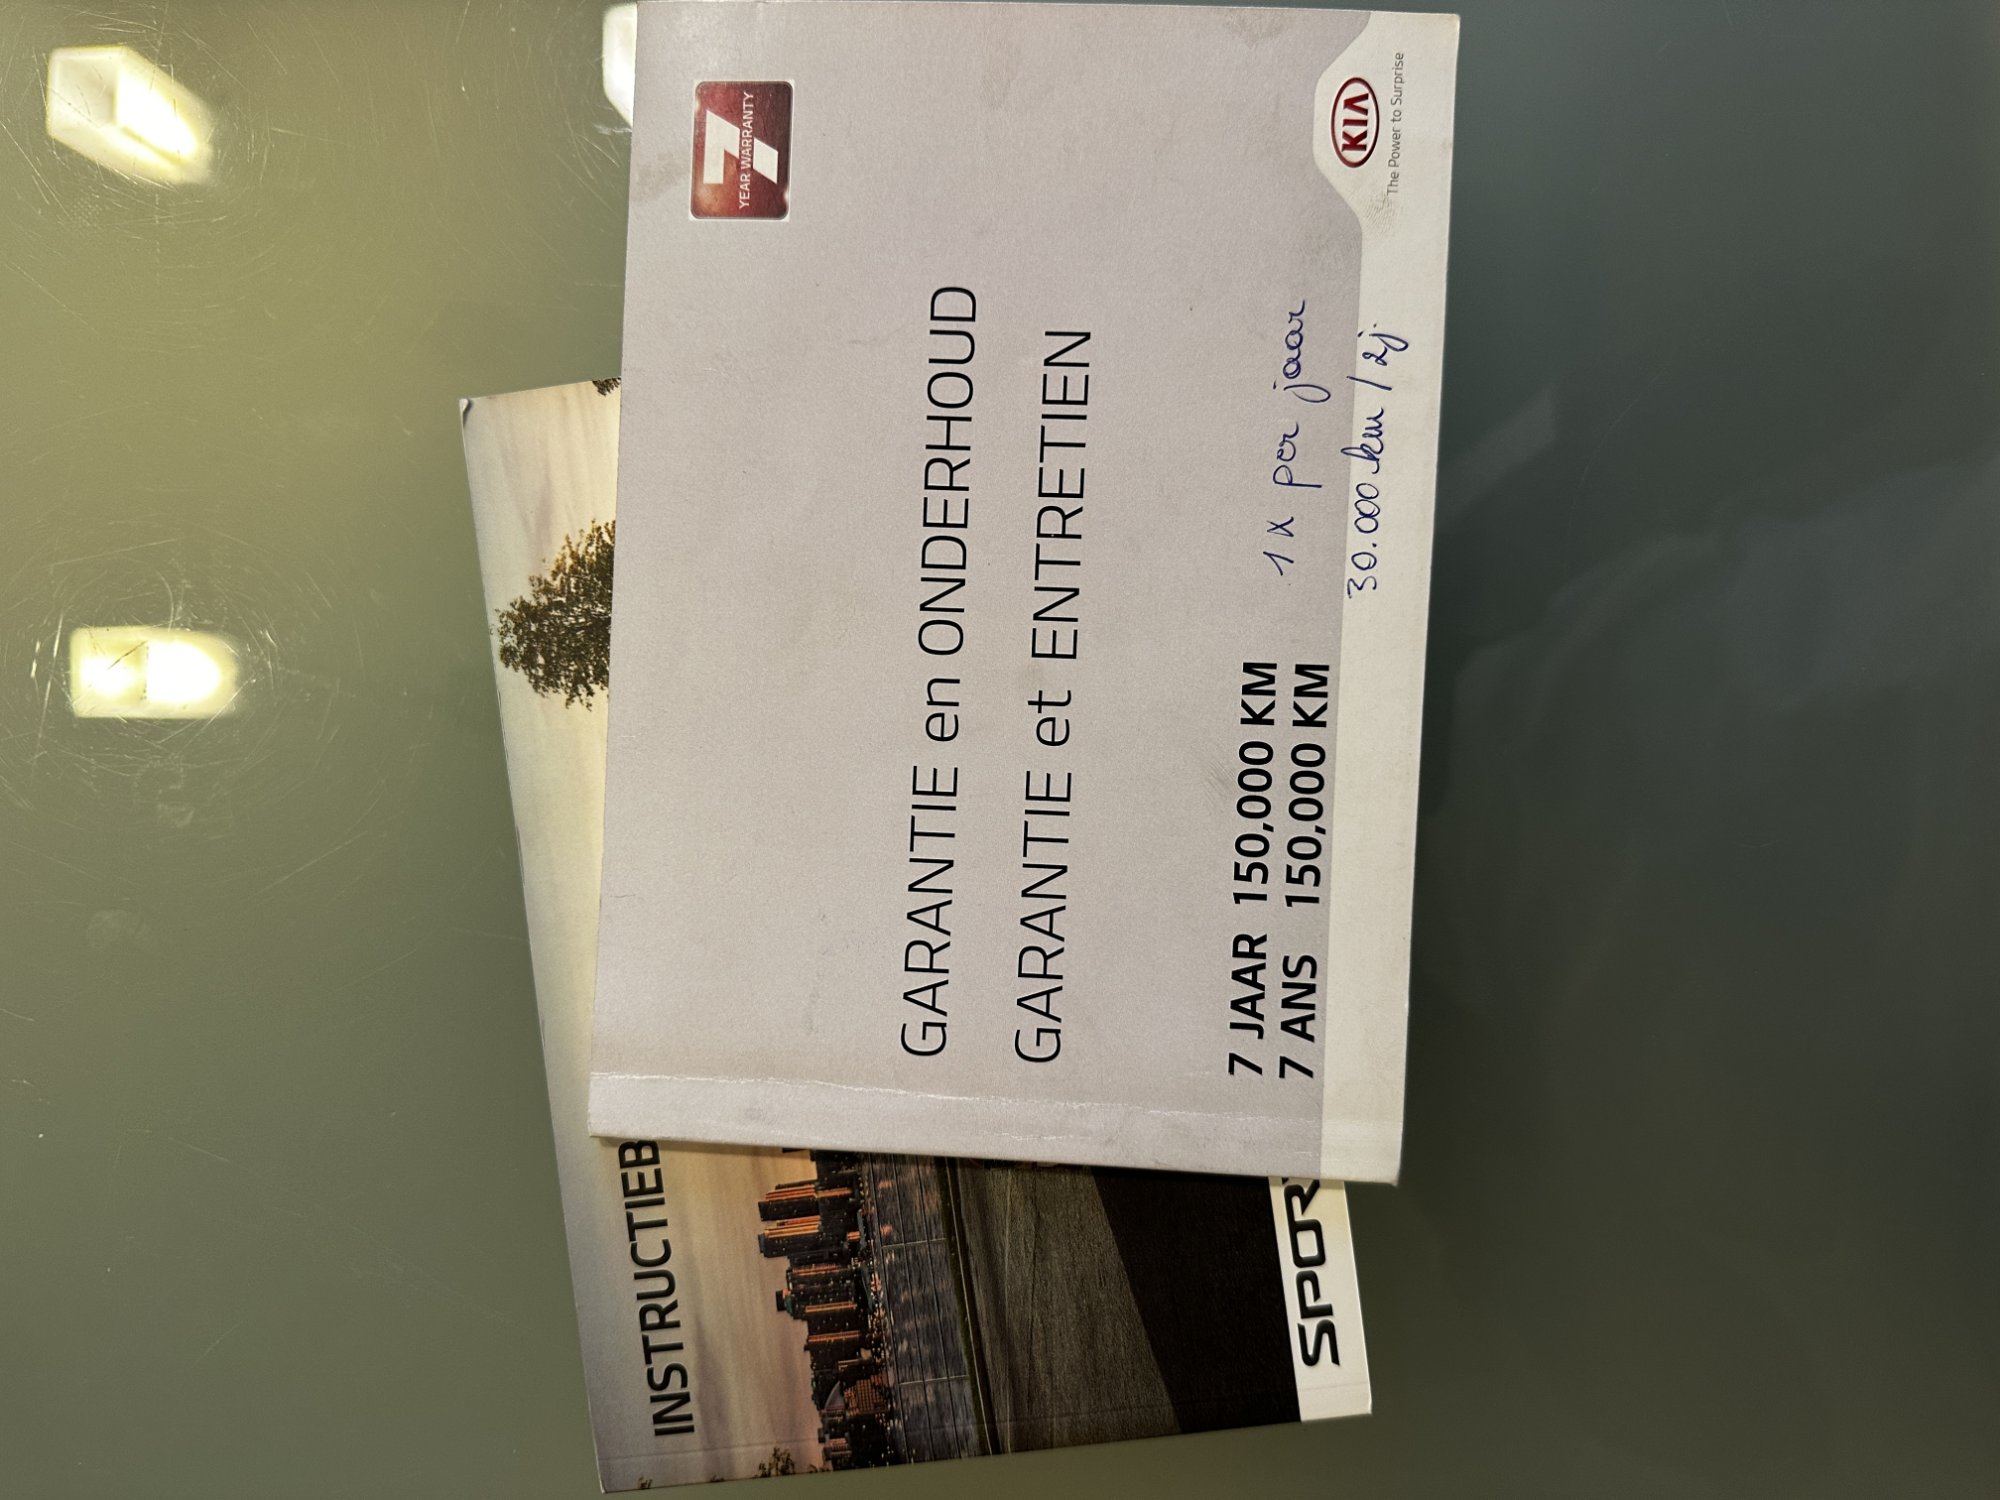 7
YEAR WARRANTY
GARANTIE en ONDERHOUD
GARANTIE et ENTRETIEN
7 JAAR 150,000 KM
7 ANS 150,000 KM
1 x per jaar
30.000 km / 2j.
KIA
The Power to Surprise
INSTRUCTIEB
SPOR